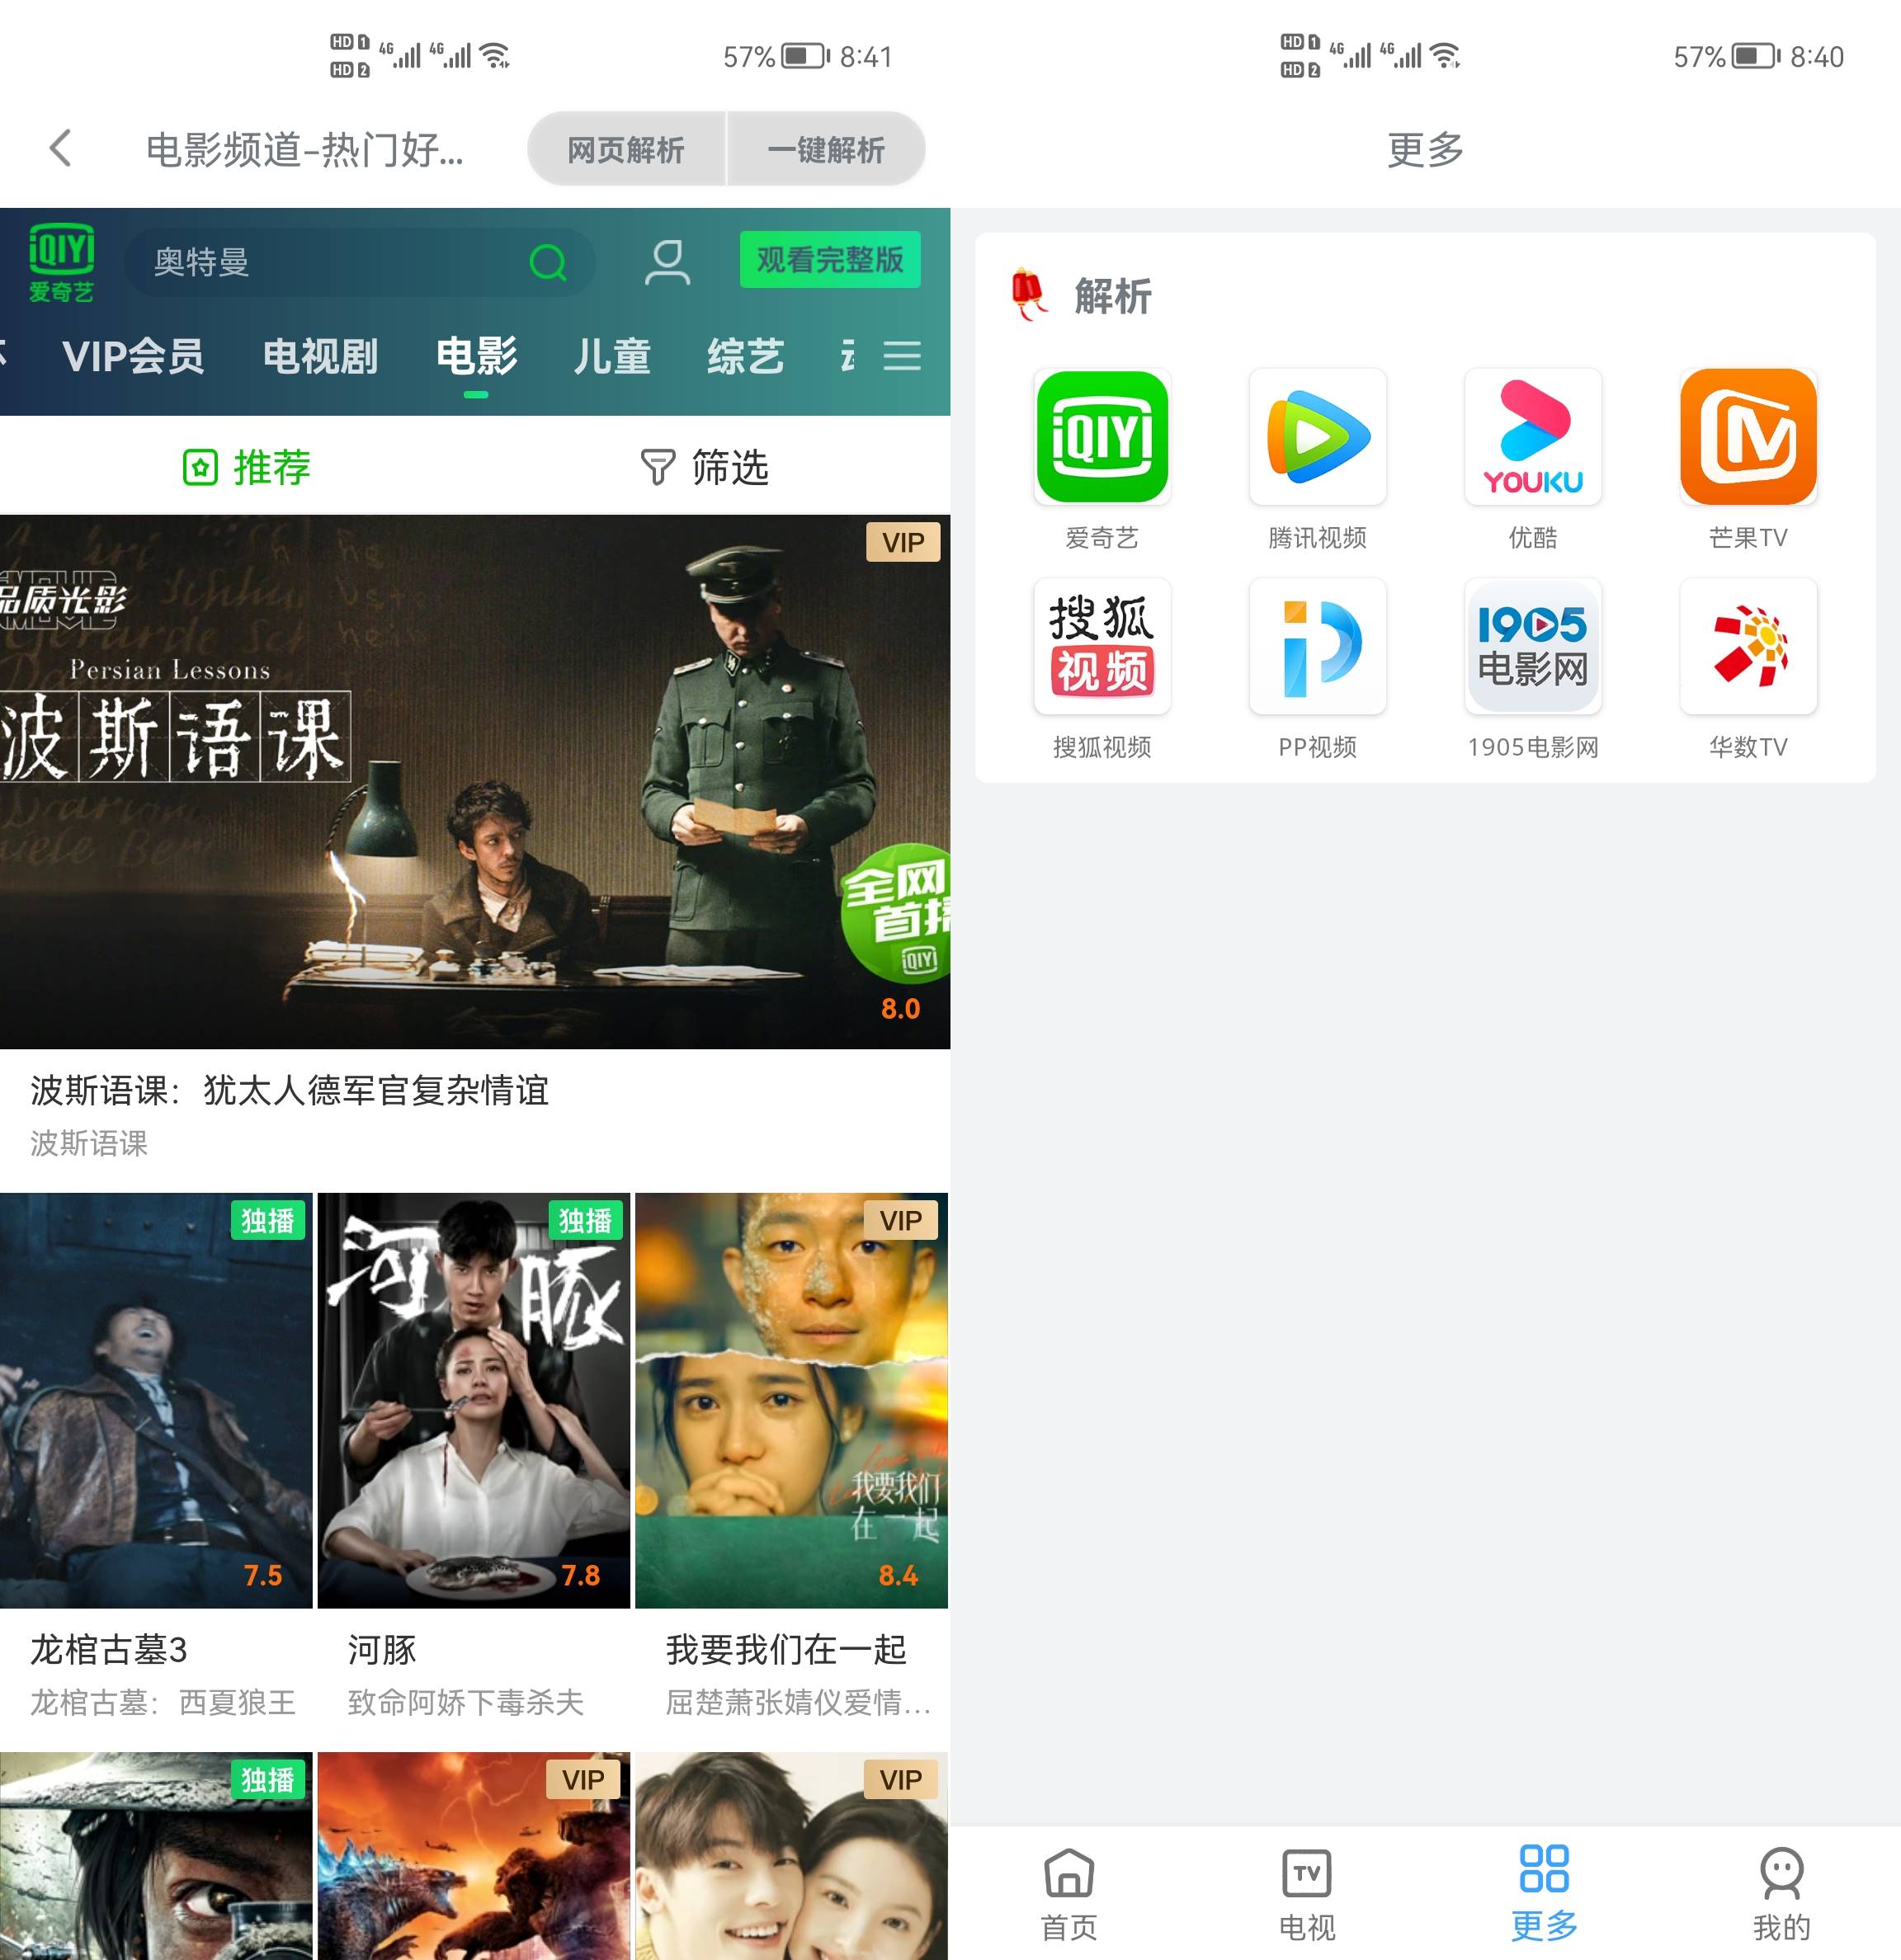 HD 1
HD 2
4G
4G
57%
8:41
电影频道-热门好...
网页解析
一键解析
iQIYI
爱奇艺
奥特曼
观看完整版
VIP会员
电视剧
电影
儿童
综艺
推荐
筛选
VIP
品质光影
MOVIE
Persian Lessons
波斯语课
全网
首播
iQIYI
8.0
波斯语课：犹太人德军官复杂情谊
波斯语课
独播
7.5
龙棺古墓3
龙棺古墓：西夏狼王
独播
河豚
7.8
河豚
致命阿娇下毒杀夫
VIP
我要我们
在一起
8.4
我要我们在一起
屈楚萧张婧仪爱情...
独播
VIP
VIP
HD 1
HD 2
4G
4G
57%
8:40
更多
解析
iQIYI
爱奇艺
腾讯视频
YOUKU
优酷
芒果TV
搜狐
视频
搜狐视频
PP视频
1905
电影网
1905电影网
华数TV
首页
TV
电视
更多
我的